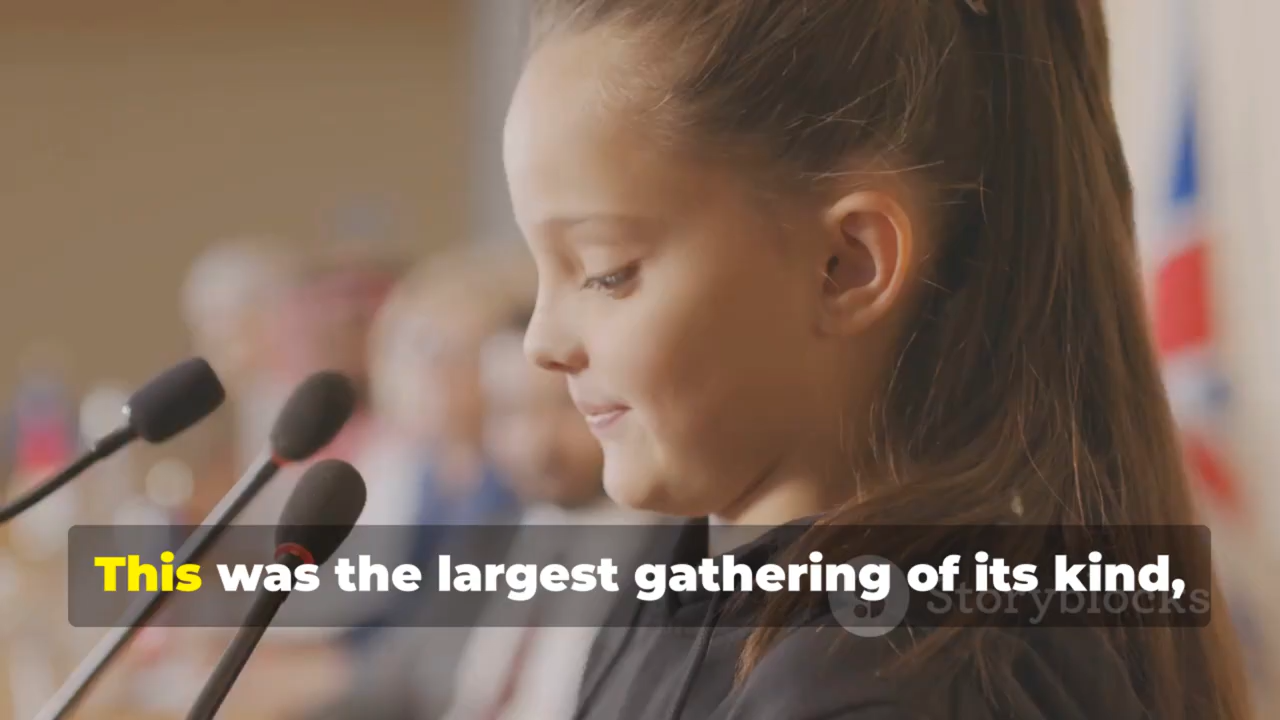 This was the largest gathering of its kind,
Storyblocks